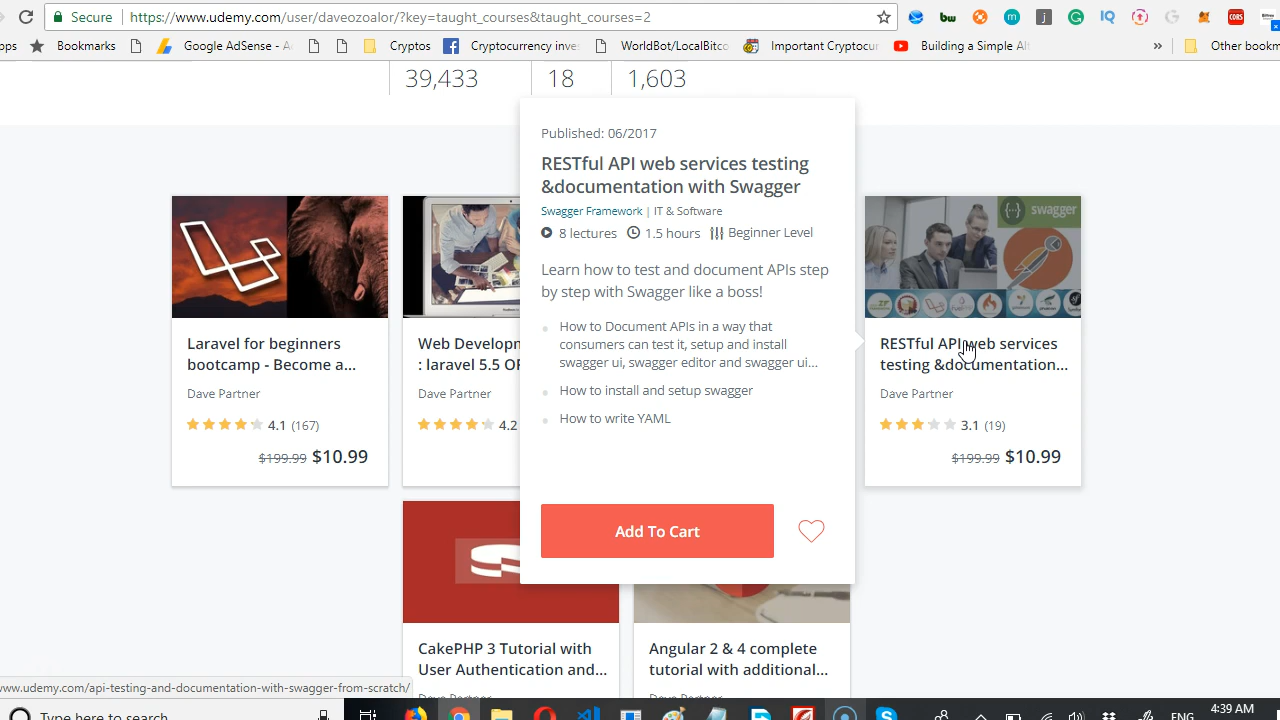 Secure
https://www.udemy.com/user/daveozoalor/?key=taught_courses&taught_courses=2
bw
m
j
G
IQ
G
CORS
Bookmarks
Google AdSense - A
Cryptos
Cryptocurrency inve
WorldBot/LocalBitco
Important Cryptocur
Building a Simple Al
»
Other bookm
39,433
18
1,603
Published: 06/2017
RESTful API web services testing
&documentation with Swagger
Swagger Framework | IT & Software
8 lectures 1.5 hours Beginner Level
Learn how to test and document APIs step
by step with Swagger like a boss!
How to Document APIs in a way that
consumers can test it, setup and install
swagger ui, swagger editor and swagger ui...
How to install and setup swagger
How to write YAML
Add To Cart
Laravel for beginners
bootcamp - Become a...
Dave Partner
4.1 (167)
$199.99 $10.99
Web Developm
: laravel 5.5 OF
Dave Partner
4.2
{···} swagger
RESTful API web services
testing &documentation...
Dave Partner
3.1 (19)
$199.99 $10.99
CakePHP 3 Tutorial with
User Authentication and...
Dave Partner
Angular 2 & 4 complete
tutorial with additional...
Dave Partner
www.udemy.com/api-testing-and-documentation-with-swagger-from-scratch/
Type here to search
ENG
4:39 AM